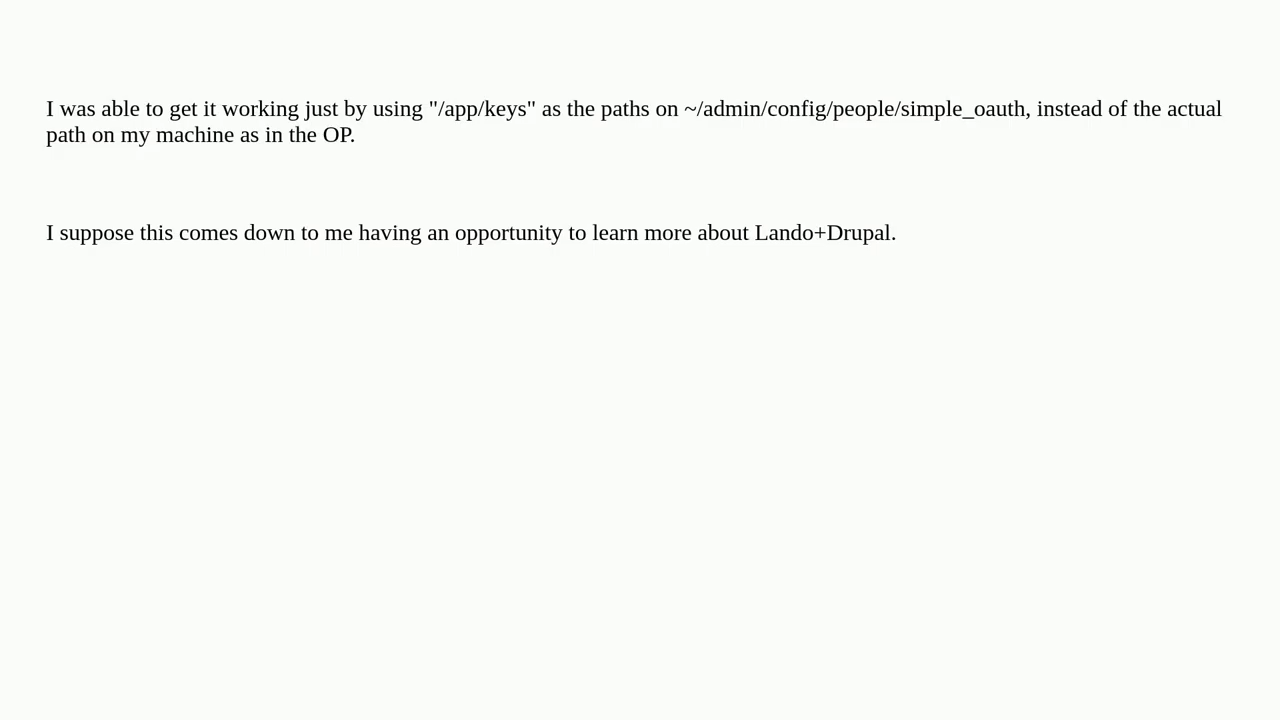 I was able to get it working just by using "/app/keys" as the paths on ~/admin/config/people/simple_oauth, instead of the actual
path on my machine as in the OP.
I suppose this comes down to me having an opportunity to learn more about Lando+Drupal.